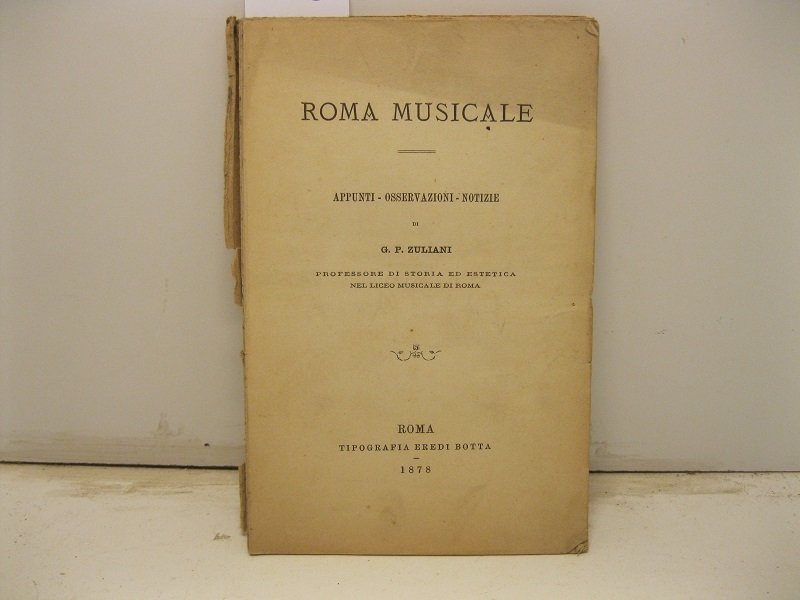 ROMA MUSICALE
APPUNTI - OSSERVAZIONI - NOTIZIE
DI
G. P. ZULIANI
PROFESSORE DI STORIA ED ESTETICA
NEL LICEO MUSICALE DI ROMA
ROMA
TIPOGRAFIA EREDI BOTTA
1878